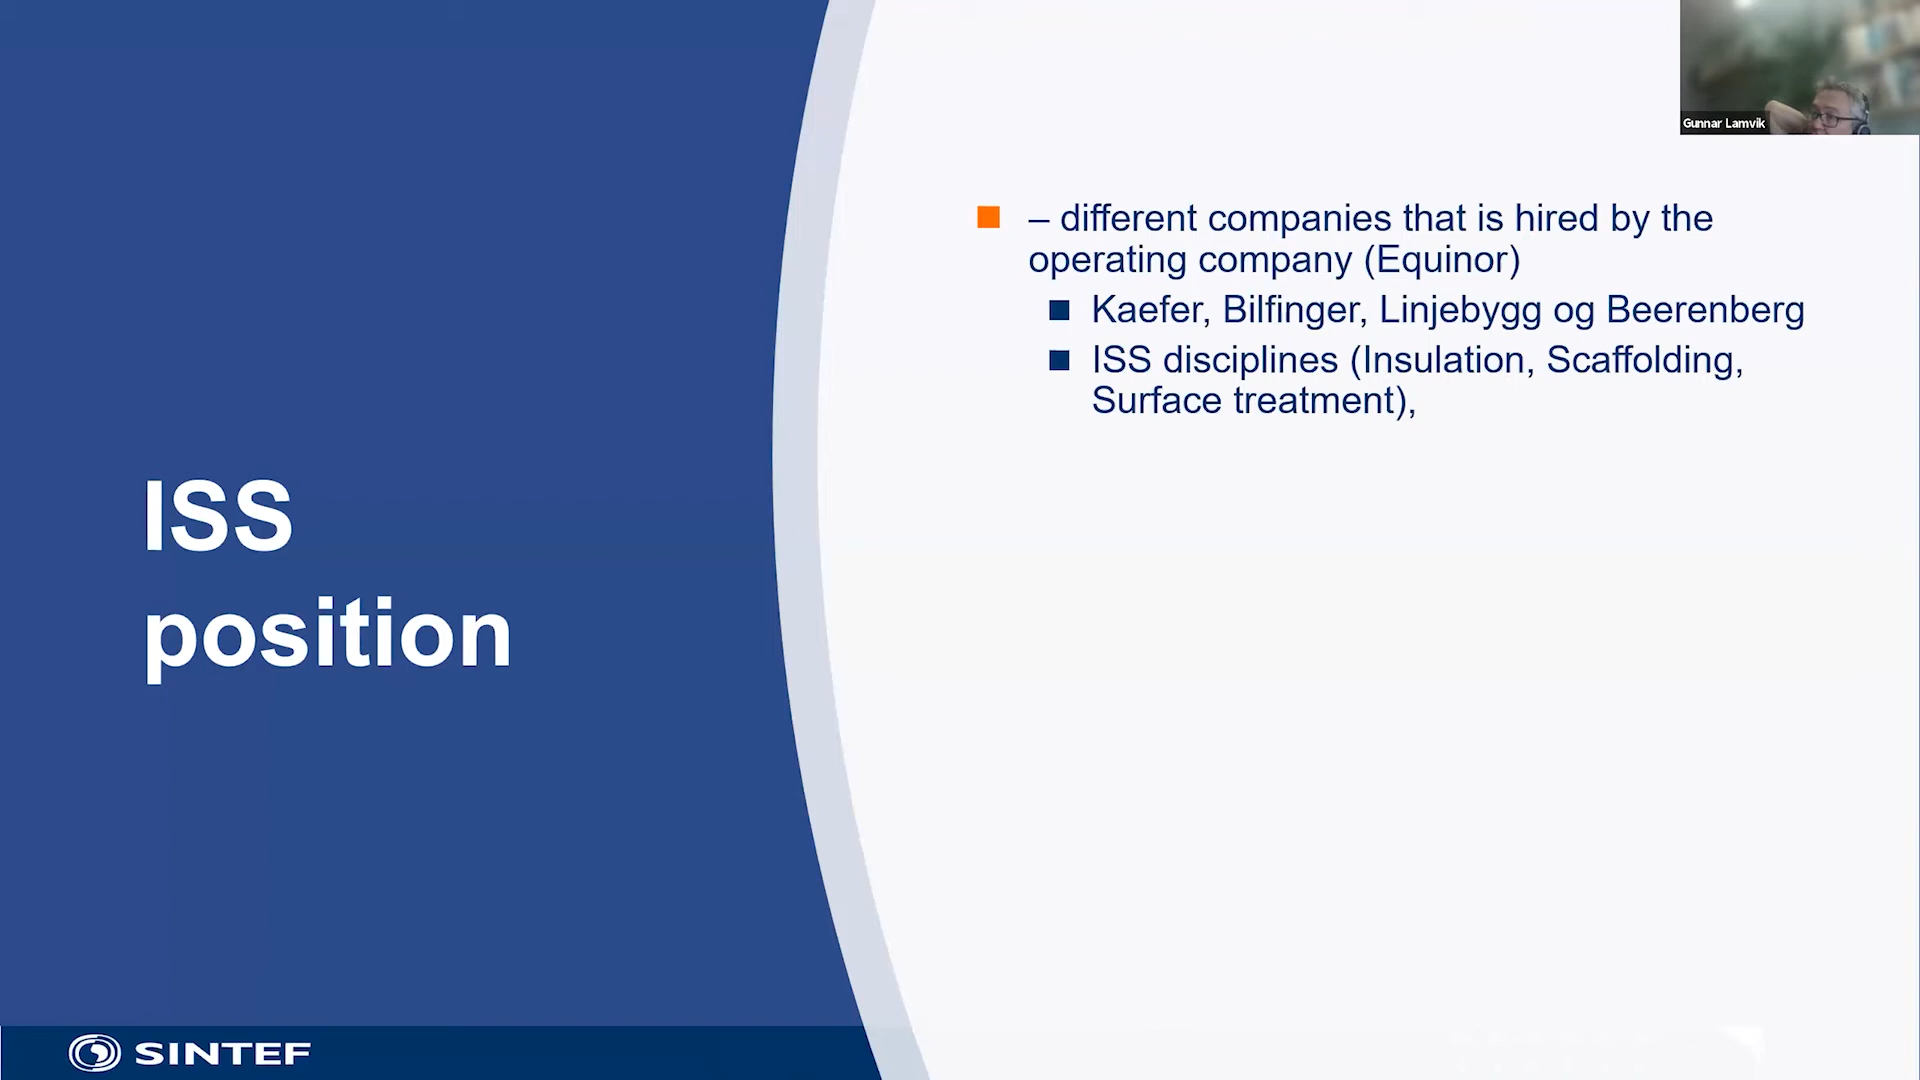 Gunnar Lamvik
– different companies that is hired by the
operating company (Equinor)
Kaefer, Bilfinger, Linjebygg og Beerenberg
ISS disciplines (Insulation, Scaffolding,
Surface treatment),
ISS
position
SINTEF